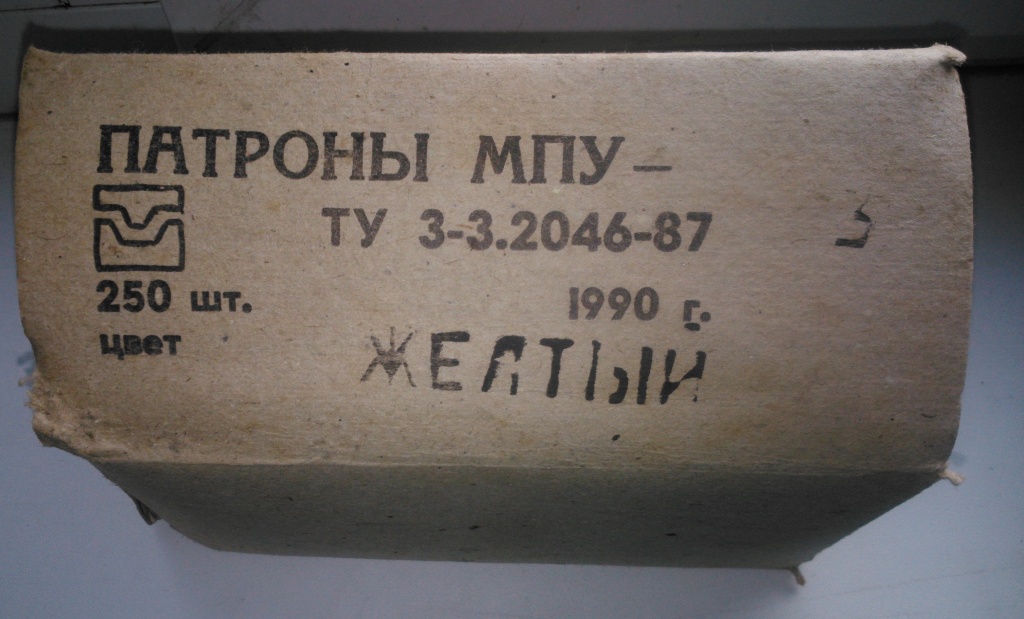 ПАТРОНЫ МПУ-
ТУ 3-3.2046-87
250 шт.
1990 г.
цвет
ЖЕЛТЫЙ